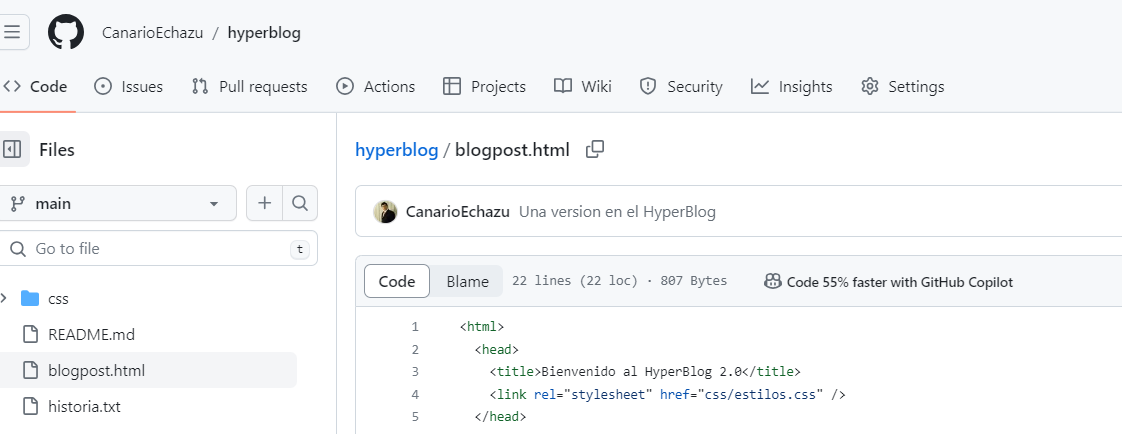 CanarioEchazu / hyperblog
Code Issues Pull requests Actions Projects Wiki Security Insights Settings
Files
main
Go to file t
css
README.md
blogpost.html
historia.txt
hyperblog / blogpost.html
CanarioEchazu Una version en el HyperBlog
Code Blame 22 lines (22 loc) · 807 Bytes Code 55% faster with GitHub Copilot
1 <html>
2 <head>
3 <title>Bienvenido al HyperBlog 2.0</title>
4 <link rel="stylesheet" href="css/estilos.css" />
5 </head>